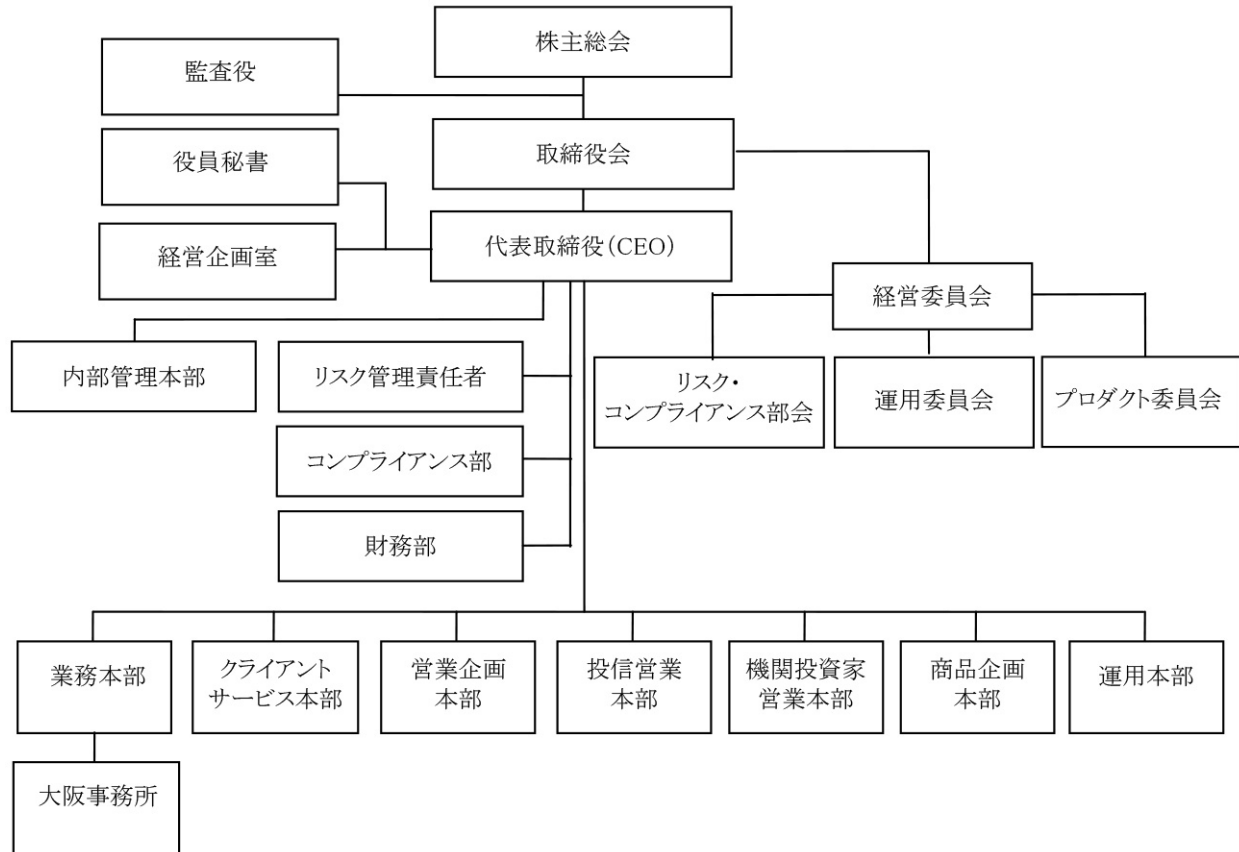 株主総会
監査役
取締役会
役員秘書
代表取締役(CEO)
経営企画室
経営委員会
内部管理本部
リスク管理責任者
リスク・
コンプライアンス部会
運用委員会
プロダクト委員会
コンプライアンス部
財務部
業務本部
クライアント
サービス本部
営業企画
本部
投信営業
本部
機関投資家
営業本部
商品企画
本部
運用本部
大阪事務所